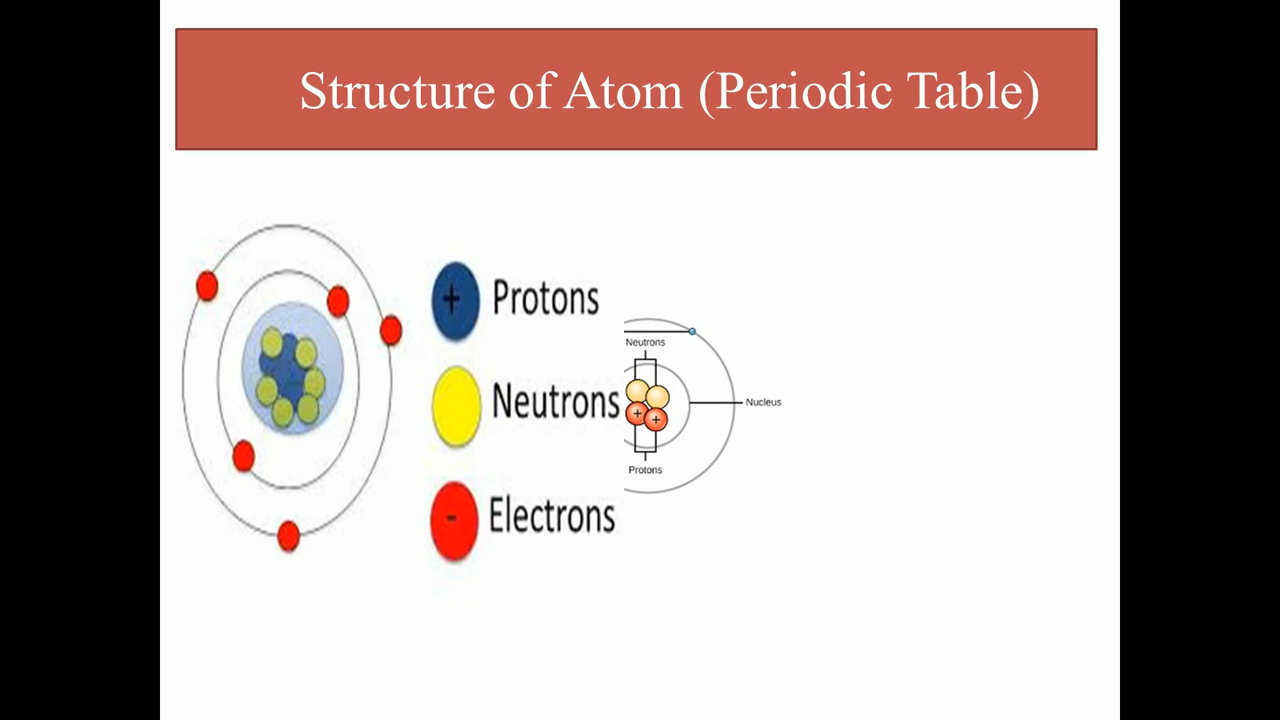 Structure of Atom (Periodic Table)
+ Protons
Neutrons
- Electrons
Neutrons
Nucleus
+ +
Protons